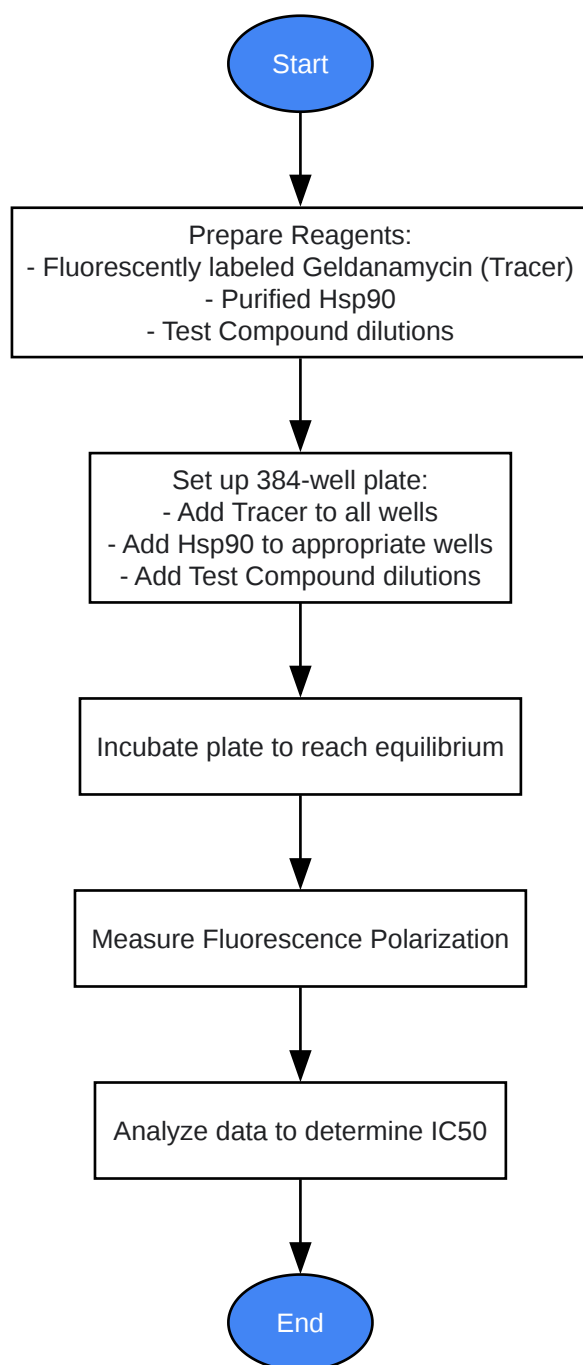 Start
Prepare Reagents:
- Fluorescently labeled Geldanamycin (Tracer)
- Purified Hsp90
- Test Compound dilutions
Set up 384-well plate:
- Add Tracer to all wells
- Add Hsp90 to appropriate wells
- Add Test Compound dilutions
Incubate plate to reach equilibrium
Measure Fluorescence Polarization
Analyze data to determine IC50
End